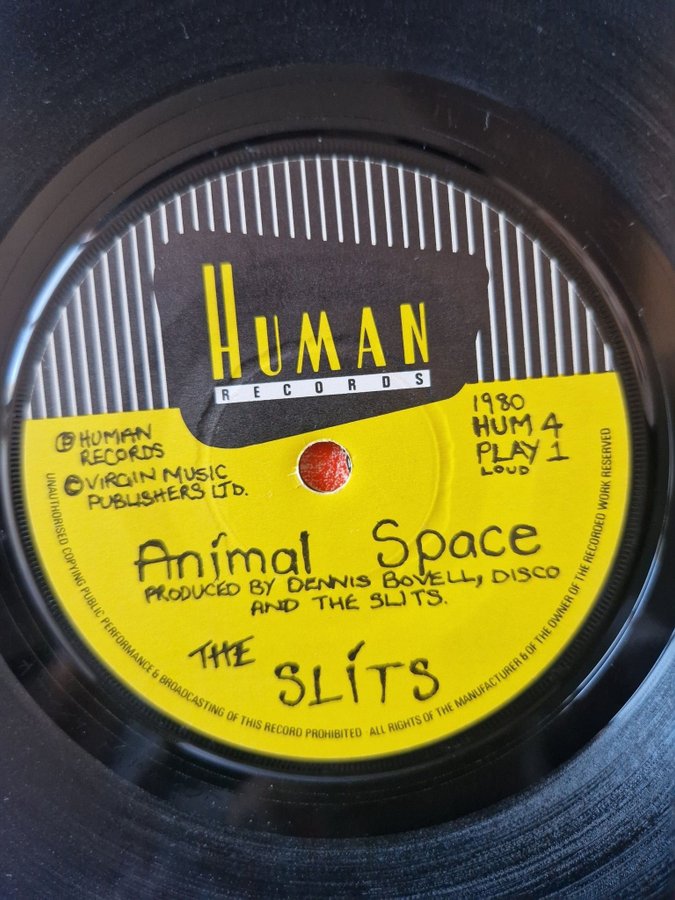 HUMAN
RECORDS
Ⓟ HUMAN
RECORDS
© VIRGIN MUSIC
PUBLISHERS LTD.
1980
HUM 4
PLAY 1
LOUD
Animal Space
PRODUCED BY DENNIS BOVELL, DISCO
AND THE SLITS.
THE SLITS
UNAUTHORISED COPYING PUBLIC PERFORMANCE & BROADCASTING OF THIS RECORD PROHIBITED ALL RIGHTS OF THE MANUFACTURER & OF THE OWNER OF THE RECORDED WORK RESERVED